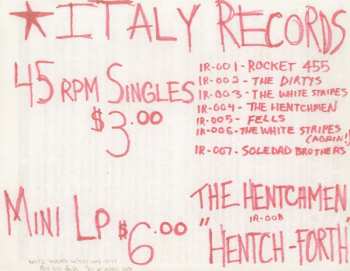 ★ITALY RECORDS
45 RPM SINGLES
$3.00
IR-001-ROCKET 455
IR-002-THE DIRTYS
IR-003-THE WHITE STRIPES
IR-004-THE HENTCHMEN
IR-005-FELLS
IR-006-THE WHITE STRIPES
(AGAIN!)
IR-007-SOLEDAD BROTHERS
MINI LP $6.00
THE HENTCHMEN
IR-008
"HENTCH-FORTH"